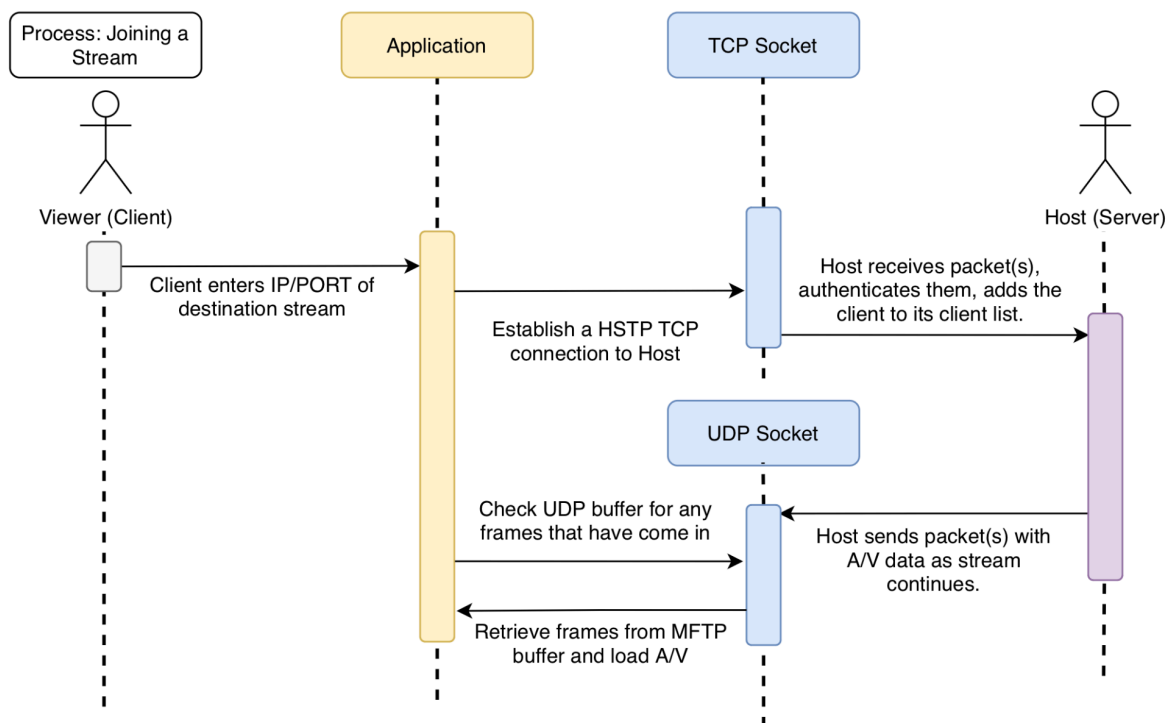 Process: Joining a
Stream
Application
TCP Socket
Viewer (Client)
Host (Server)
Client enters IP/PORT of
destination stream
Establish a HSTP TCP
connection to Host
Host receives packet(s),
authenticates them, adds the
client to its client list.
UDP Socket
Check UDP buffer for any
frames that have come in
Host sends packet(s) with
A/V data as stream
continues.
Retrieve frames from MFTP
buffer and load A/V